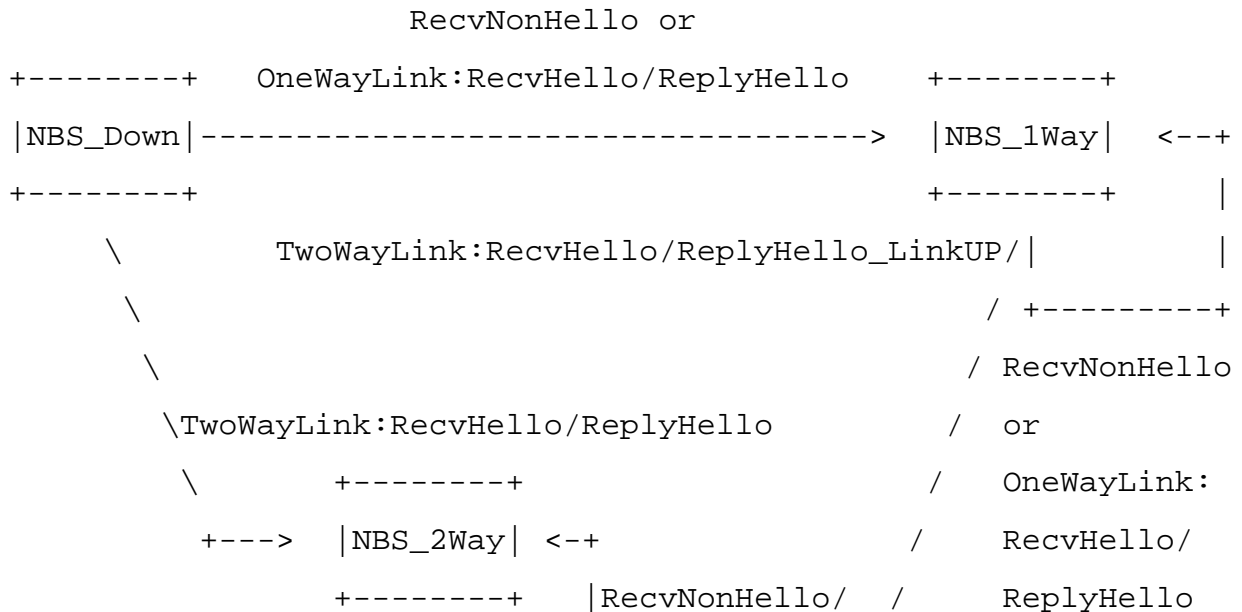 RecvNonHello or
+--------+   OneWayLink:RecvHello/ReplyHello    +--------+
|NBS_Down|-----------------------------------> |NBS_1Way|  <--+
+--------+                                      +--------+     |
     \        TwoWayLink:RecvHello/ReplyHello_LinkUP/|         |
      \                                            / +---------+
       \                                          / RecvNonHello
        \TwoWayLink:RecvHello/ReplyHello         /  or
         \       +--------+                     /   OneWayLink:
          +--->  |NBS_2Way| <-+                /    RecvHello/
                 +--------+   |RecvNonHello/  /     ReplyHello